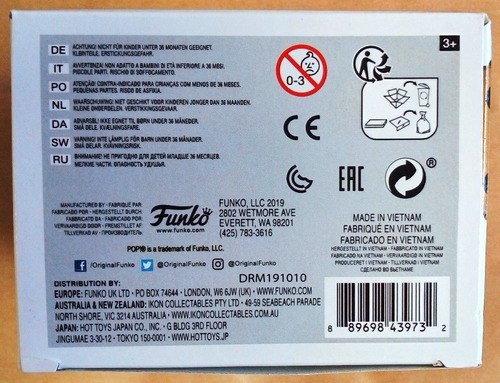 3+
DE ACHTUNG! NICHT FÜR KINDER UNTER 36 MONATEN GEEIGNET.
KLEINTEILE, ERSTICKUNGSGEFAHR.
IT AVVERTENZA! NON ADATTO A BAMBINI DI ETÀ INFERIORE A 36 MESI.
PICCOLE PARTI. RISCHIO DI SOFFOCAMENTO.
PO ATENÇÃO! CONTRA-INDICADO PARA CRIANÇAS COM MENOS DE 36 MESES.
PEQUENAS PARTES. RISCO DE ASFIXIA.
NL WAARSCHUWING! NIET GESCHIKT VOOR KINDEREN JONGER DAN 36 MAANDEN.
KLEINE ONDERDELEN. VERSTIKKINGSGEVAAR.
DA ADVARSEL! IKKE EGNET TIL BØRN UNDER 36 MÅNEDER.
SMÅ DELE. KVÆLNINGSFARE.
SW VARNING! INTE LÄMPLIG FÖR BARN UNDER 36 MÅNADER.
SMÅ DELAR. KVÄVNINGSRISK.
RU ВНИМАНИЕ! НЕ ПРИГОДНО ДЛЯ ДЕТЕЙ МЛАДШЕ 36 МЕСЯЦЕВ.
МЕЛКИЕ ЧАСТИ. ОПАСНОСТЬ УДУШЬЯ.
0-3
CE
EAC
MANUFACTURED BY • FABRIQUÉ PAR
FABRICADO POR • HERGESTELLT DURCH
FABRICADO POR • FABBRICATO DA
VERVAARDIGD DOOR • FREMSTILLET AF
TILLVERKAD AV • ПРОИЗВОДИТЕЛЬ
Funko
FUNKO, LLC 2019
2802 WETMORE AVE
EVERETT, WA 98201
(425) 783-3616
POP!® is a trademark of Funko, LLC.
/OriginalFunko @OriginalFunko @OriginalFunko
MADE IN VIETNAM
FABRIQUÉ EN VIETNAM
FABRICADO EN VIETNAM
HERGESTELLT IN VIETNAM • FABBRICATO IN VIETNAM
FABRICADO NA VIETNAM • VERVAARDIGD IN VIETNAM
PRODUCERET I VIETNAM • TILLVERKAD I VIETNAM
СДЕЛАНО ВО ВЬЕТНАМ
DRM191010
DISTRIBUTION BY:
EUROPE: FUNKO UK LTD • PO BOX 74644 • LONDON, W6 6JW (UK) • WWW.FUNKO.COM
AUSTRALIA & NEW ZEALAND: IKON COLLECTABLES PTY LTD • 49-59 SEABEACH PARADE
NORTH SHORE, VIC 3214 AUSTRALIA • WWW.IKONCOLLECTABLES.COM.AU
JAPAN: HOT TOYS JAPAN CO., INC. • G BLDG 3RD FLOOR
JINGUMAE 3-30-12 • TOKYO 150-0001 • WWW.HOTTOYS.JP
8 89698 43973 2